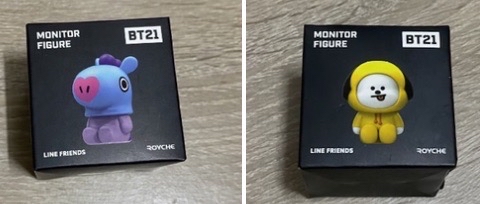 MONITOR
FIGURE
BT21
LINE FRIENDS
ROYCHE
MONITOR
FIGURE
BT21
LINE FRIENDS
ROYCHE